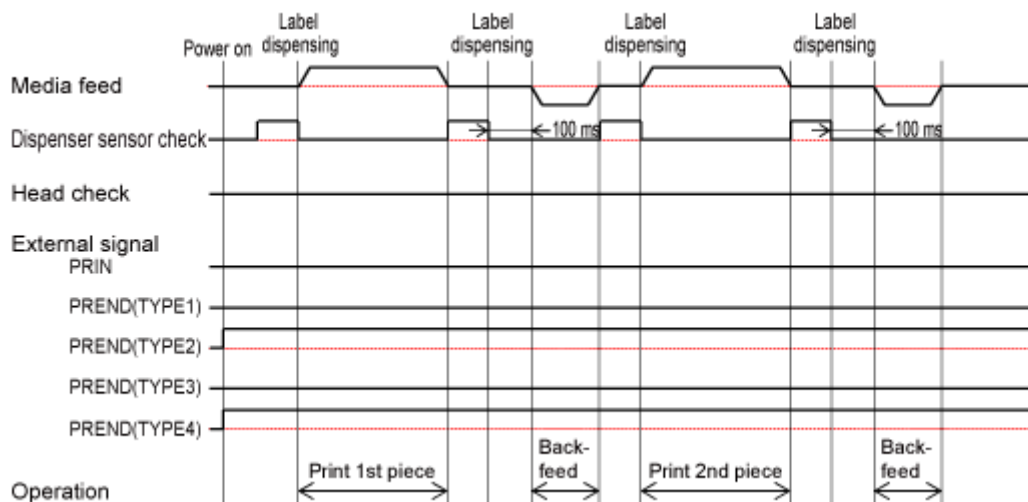 Label dispensing
Label dispensing
Label dispensing
Label dispensing
Power on
Media feed
Dispenser sensor check
100 ms
100 ms
Head check
External signal
PRIN
PREND(TYPE1)
PREND(TYPE2)
PREND(TYPE3)
PREND(TYPE4)
Operation
Print 1st piece
Back-
feed
Print 2nd piece
Back-
feed